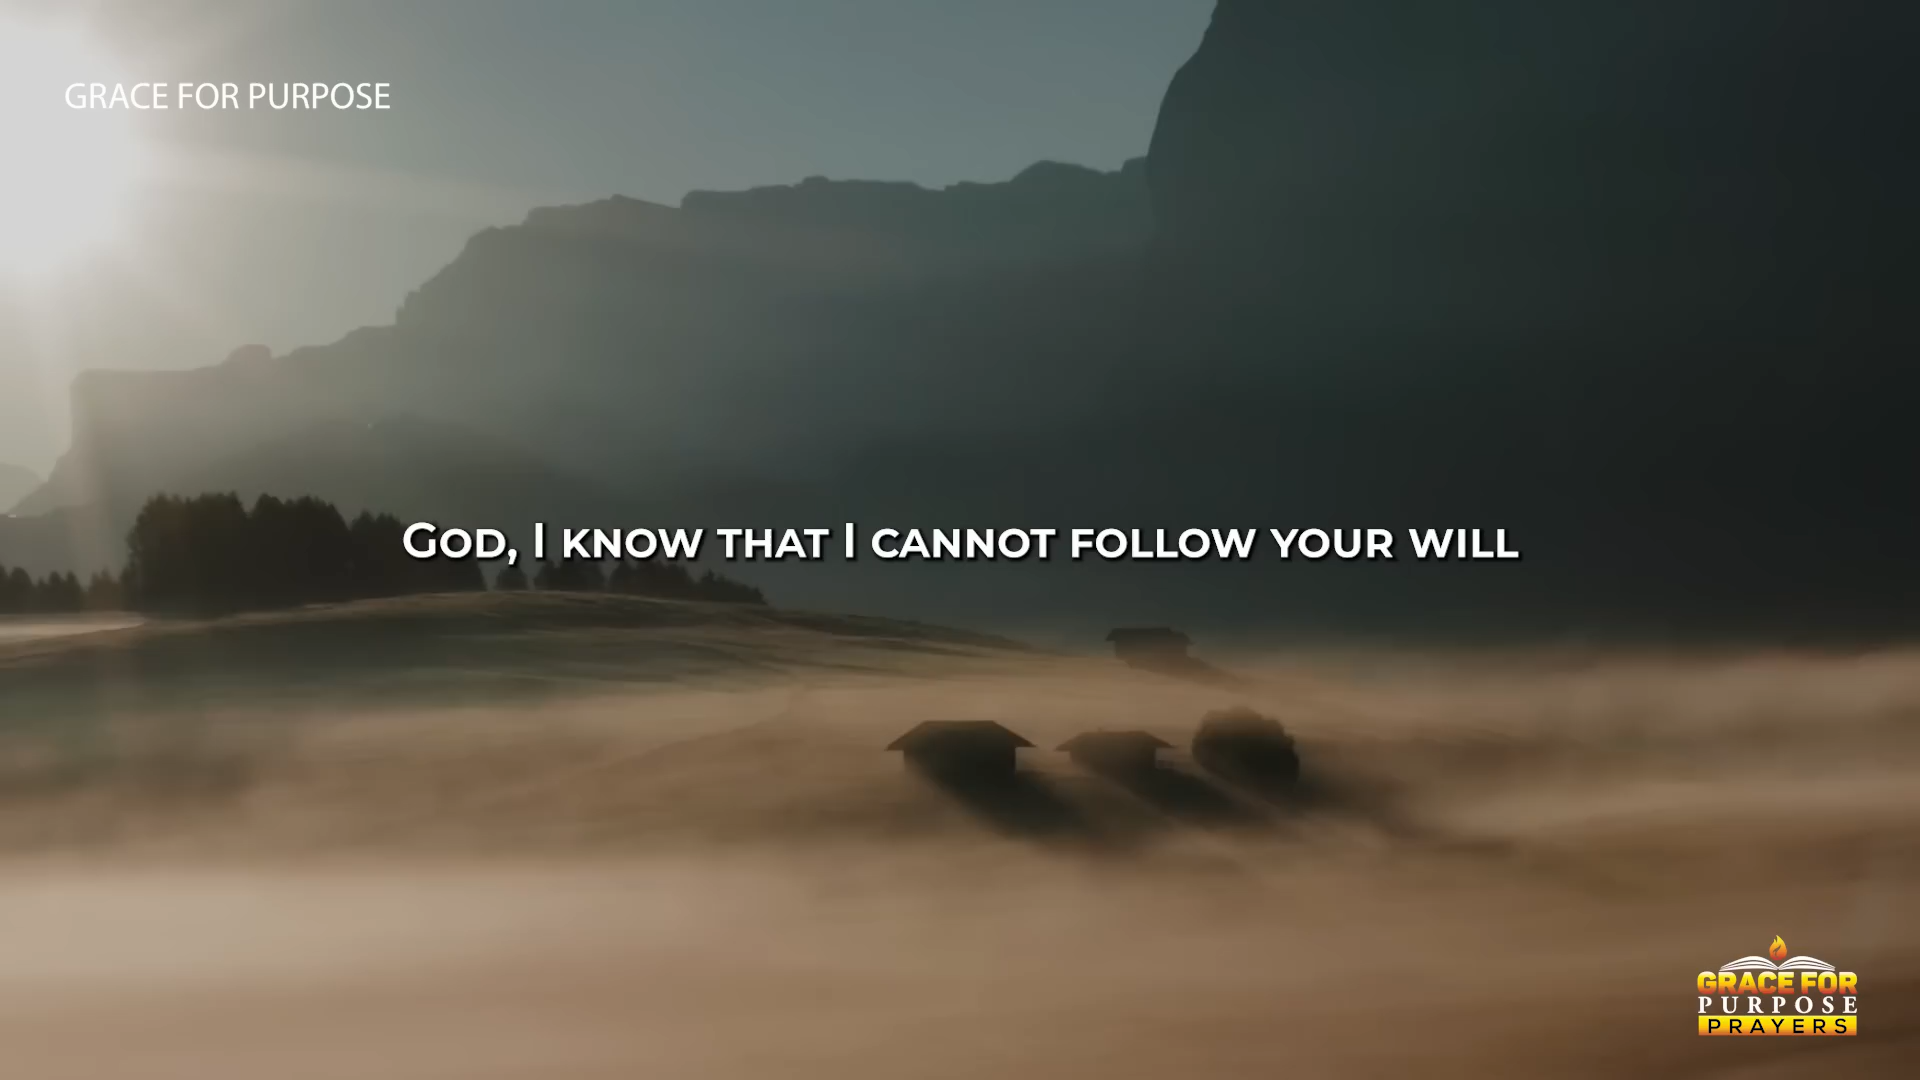 GRACE FOR PURPOSE
God, I know that I cannot follow your will
GRACE FOR
PURPOSE
PRAYERS